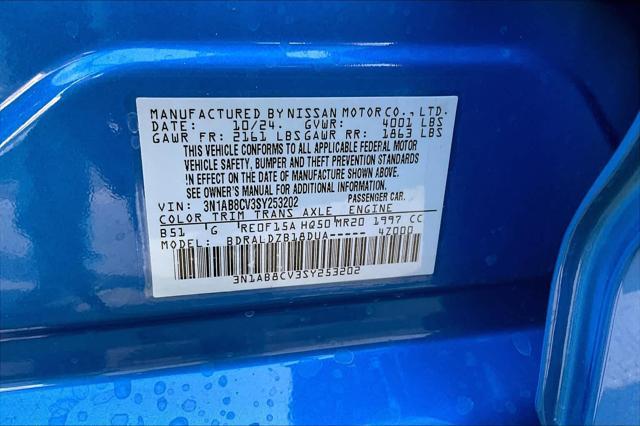 MANUFACTURED BY NISSAN MOTOR CO., LTD.
DATE: 10/24. GVWR: 4001 LBS
GAWR FR: 2161 LBS GAWR RR: 1863 LBS
THIS VEHICLE CONFORMS TO ALL APPLICABLE FEDERAL MOTOR
VEHICLE SAFETY, BUMPER AND THEFT PREVENTION STANDARDS
IN EFFECT ON THE DATE OF MANUFACTURE SHOWN ABOVE.
SEE OWNER'S MANUAL FOR ADDITIONAL INFORMATION.
VIN: 3N1AB8CV3SY253202 PASSENGER CAR.
COLOR TRIM TRANS AXLE ENGINE
B51 G RE0F15A HQ50 MR20 1997 CC
MODEL: BDRALDZB18DUA----- 4Z000
3N1AB8CV3SY253202